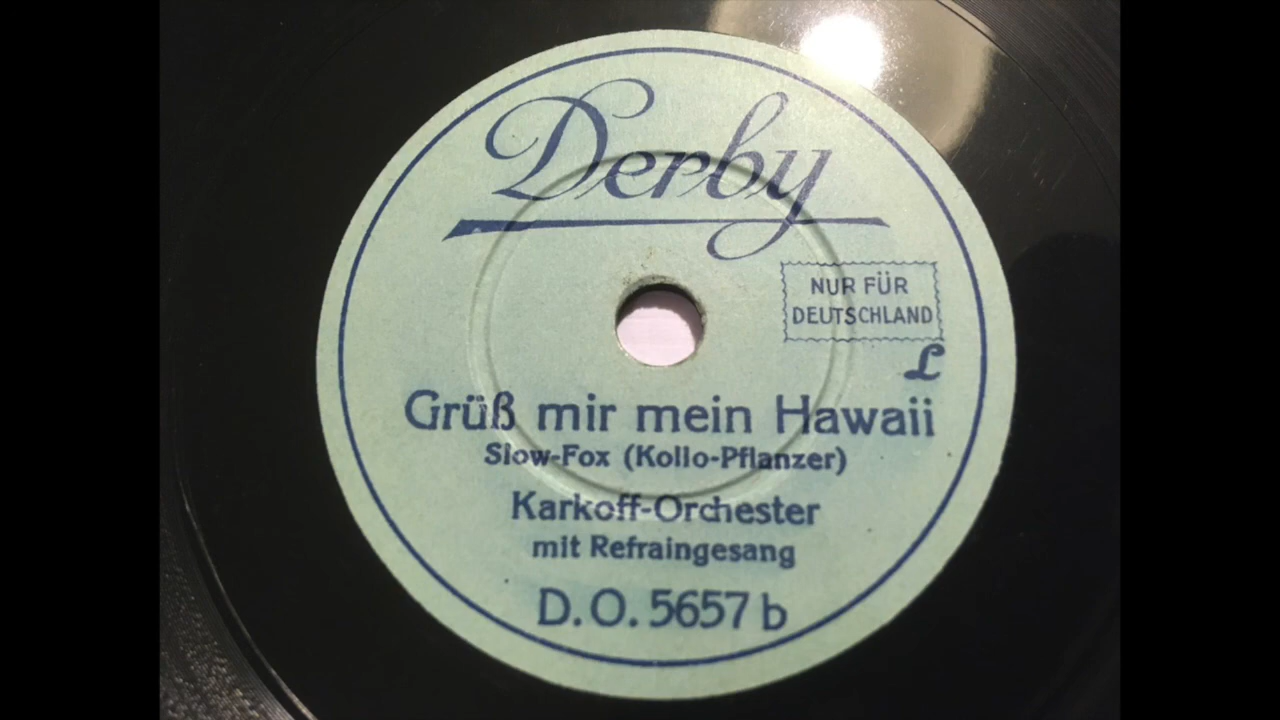 Derby
NUR FÜR
DEUTSCHLAND
L
Grüß mir mein Hawaii
Slow-Fox (Kollo-Pflanzer)
Karkoff-Orchester
mit Refraingesang
D.O. 5657 b